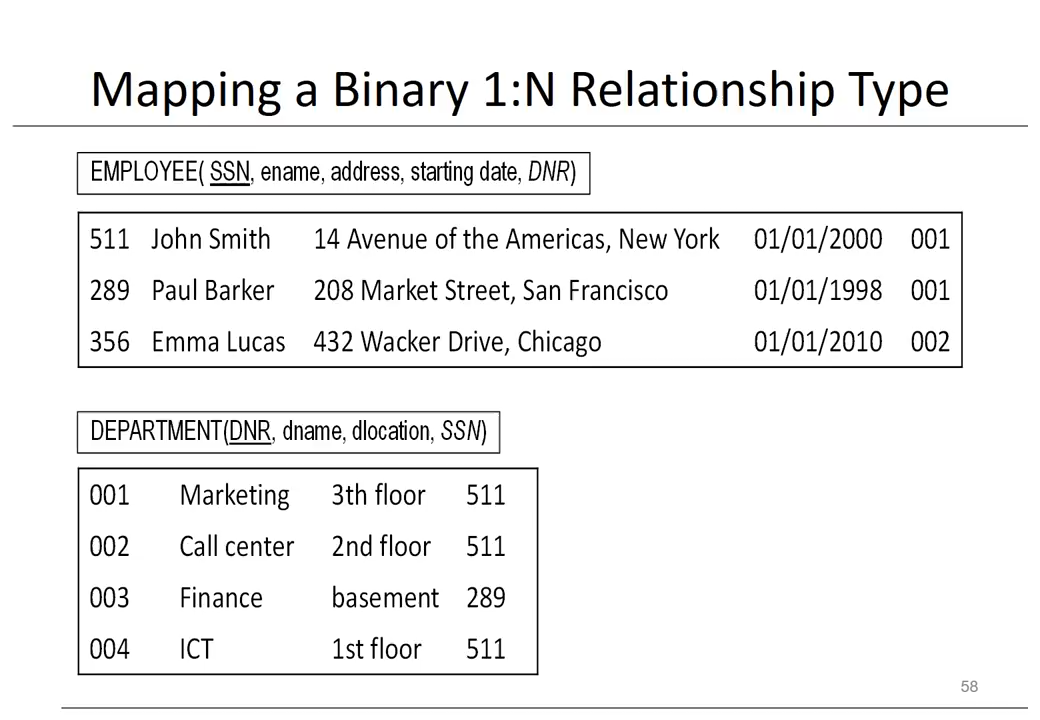 Mapping a Binary 1:N Relationship Type
EMPLOYEE( SSN, ename, address, starting date, DNR)
511 John Smith 14 Avenue of the Americas, New York 01/01/2000 001
289 Paul Barker 208 Market Street, San Francisco 01/01/1998 001
356 Emma Lucas 432 Wacker Drive, Chicago 01/01/2010 002
DEPARTMENT(DNR, dname, dlocation, SSN)
001 Marketing 3th floor 511
002 Call center 2nd floor 511
003 Finance basement 289
004 ICT 1st floor 511
58